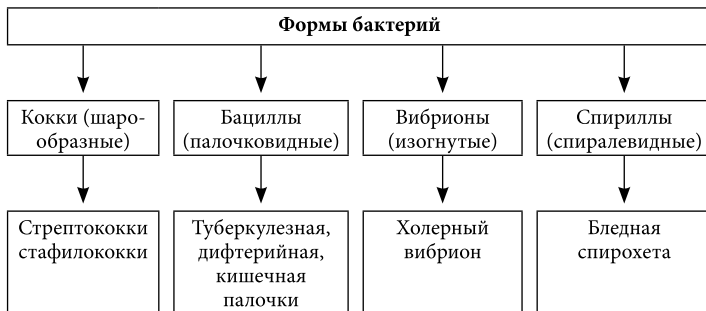 Формы бактерий
Кокки (шаро-
образные)
Бациллы
(палочковидные)
Вибрионы
(изогнутые)
Спириллы
(спиралевидные)
Стрептококки
стафилококки
Туберкулезная,
дифтерийная,
кишечная
палочки
Холерный
вибрион
Бледная
спирохета